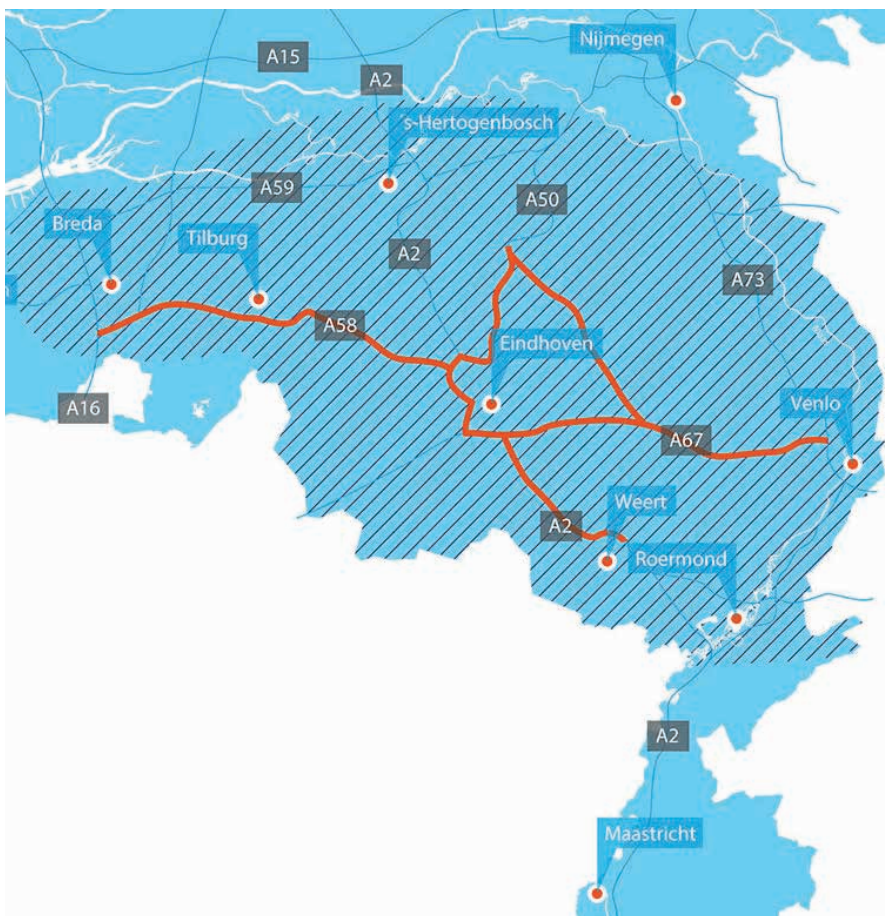 Nijmegen
A15
A2
's-Hertogenbosch
A59
A50
Breda
Tilburg
A2
A73
A58
Eindhoven
A16
Venlo
A67
Weert
A2
Roermond
A2
Maastricht